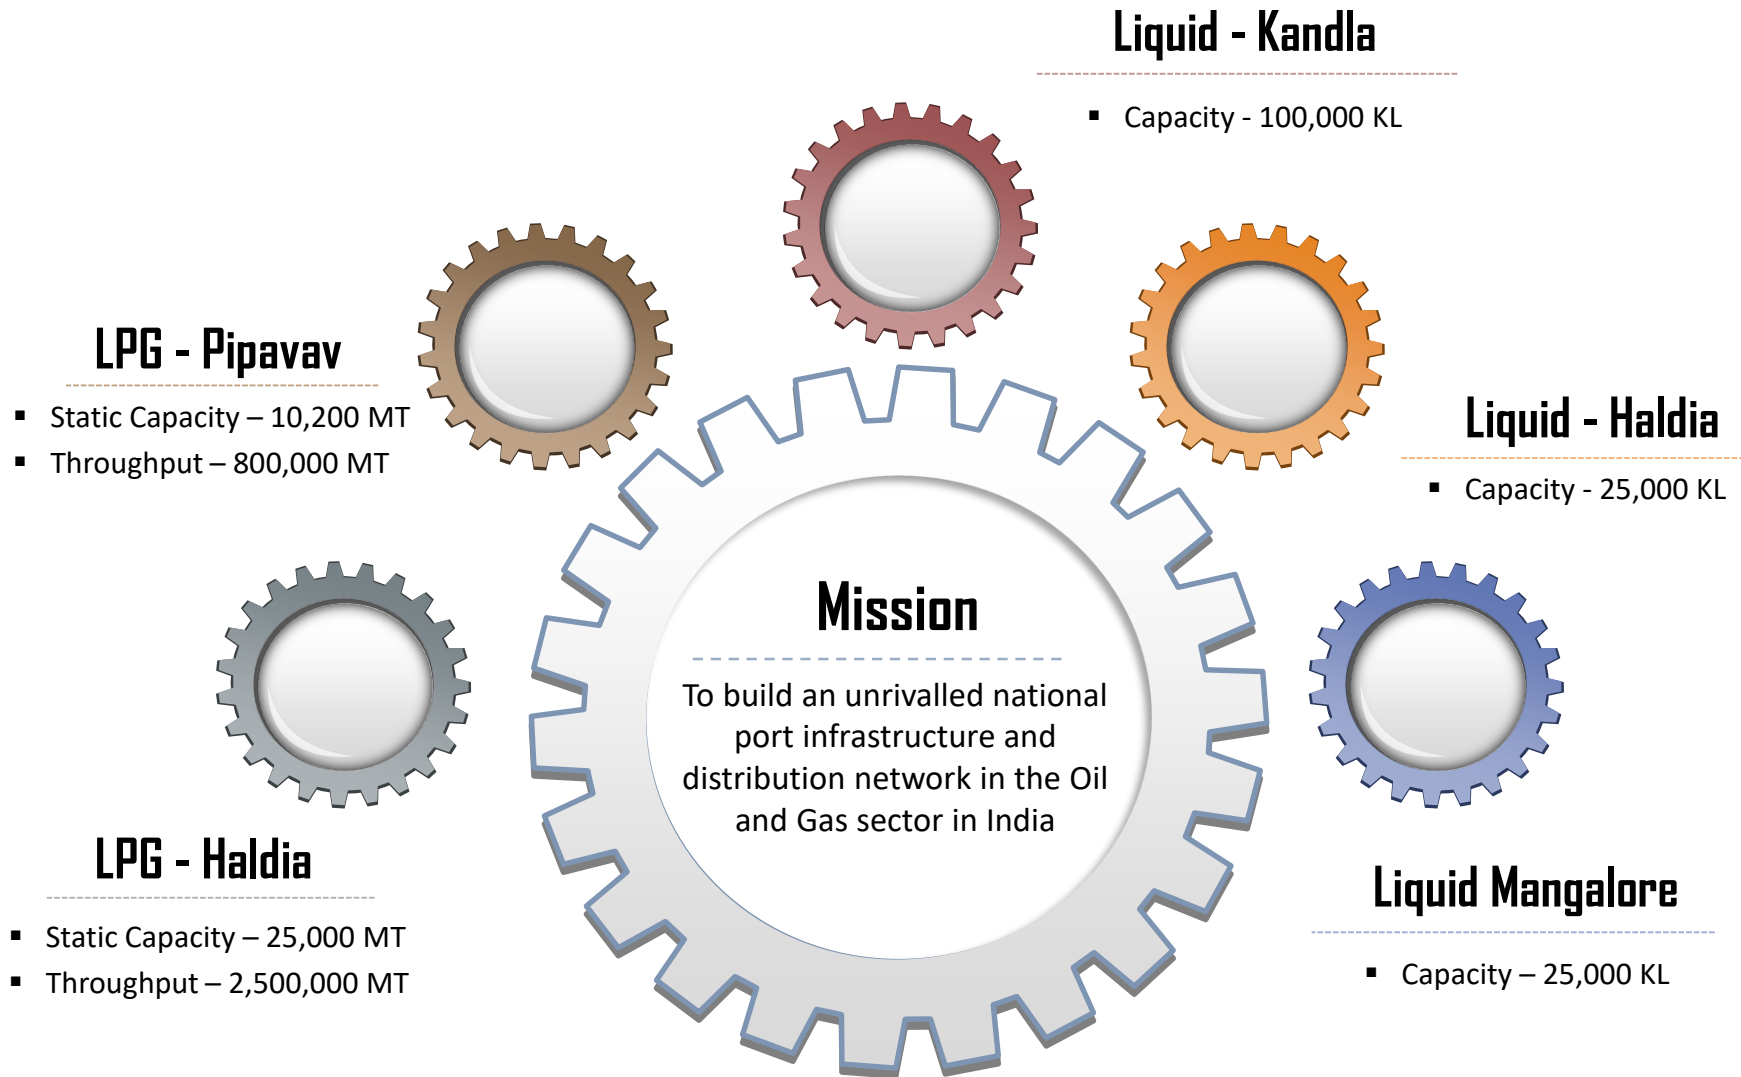 Liquid - Kandla
▪ Capacity - 100,000 KL
LPG - Pipavav
▪ Static Capacity – 10,200 MT
▪ Throughput – 800,000 MT
Liquid - Haldia
▪ Capacity - 25,000 KL
Mission
To build an unrivalled national
port infrastructure and
distribution network in the Oil
and Gas sector in India
LPG - Haldia
▪ Static Capacity – 25,000 MT
▪ Throughput – 2,500,000 MT
Liquid Mangalore
▪ Capacity – 25,000 KL